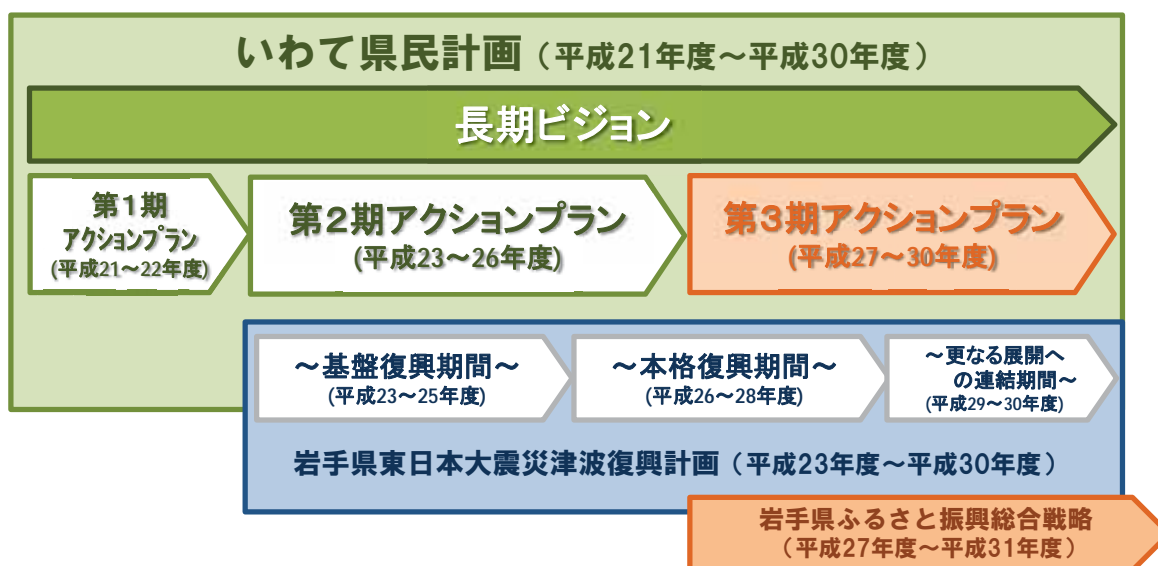 いわて県民計画（平成21年度～平成30年度）
長期ビジョン
第１期
アクションプラン
(平成21～22年度)
第２期アクションプラン
(平成23～26年度)
第３期アクションプラン
(平成27～30年度)
～基盤復興期間～
(平成23～25年度)
～本格復興期間～
(平成26～28年度)
～更なる展開へ
の連結期間～
(平成29～30年度)
岩手県東日本大震災津波復興計画（平成23年度～平成30年度）
岩手県ふるさと振興総合戦略
（平成27年度～平成31年度）